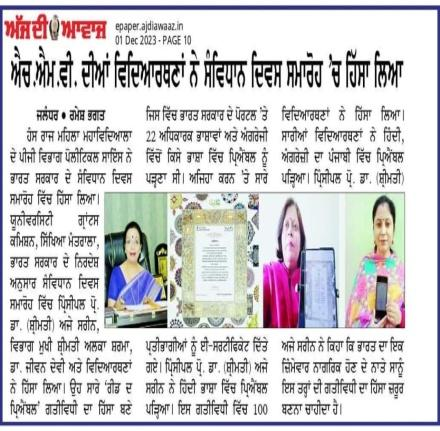 ਅੱਜ ਦੀ ਆਵਾਜ਼
epaper.ajdiawaaz.in
01 Dec 2023 - PAGE 10
ਐਚ.ਐਮ.ਵੀ. ਦੀਆਂ ਵਿਦਿਆਰਥਣਾਂ ਨੇ ਸੰਵਿਧਾਨ ਦਿਵਸ ਸਮਾਰੋਹ 'ਚ ਹਿੱਸਾ ਲਿਆ
ਜਲੰਧਰ • ਰਮੇਸ਼ ਭਗਤ
ਹੰਸ ਰਾਜ ਮਹਿਲਾ ਮਹਾਵਿਦਿਆਲਾ
ਦੇ ਪੀਜੀ ਵਿਭਾਗ ਪੋਲੀਟਿਕਲ ਸਾਇੰਸ ਨੇ
ਭਾਰਤ ਸਰਕਾਰ ਦੇ ਸੰਵਿਧਾਨ ਦਿਵਸ
ਸਮਾਰੋਹ ਵਿੱਚ ਹਿੱਸਾ ਲਿਆ।
ਯੂਨੀਵਰਸਿਟੀ ਗ੍ਰਾਂਟਸ
ਕਮਿਸ਼ਨ, ਸਿੱਖਿਆ ਮੰਤਰਾਲਾ,
ਭਾਰਤ ਸਰਕਾਰ ਦੇ ਨਿਰਦੇਸ਼
ਅਨੁਸਾਰ ਸੰਵਿਧਾਨ ਦਿਵਸ
ਸਮਾਰੋਹ ਵਿੱਚ ਪ੍ਰਿੰਸੀਪਲ ਪ੍ਰੋ.
ਡਾ. (ਸ਼੍ਰੀਮਤੀ) ਅਜੇ ਸਰੀਨ,
ਵਿਭਾਗ ਮੁਖੀ ਸ਼੍ਰੀਮਤੀ ਅਲਕਾ ਸ਼ਰਮਾ,
ਡਾ. ਜੀਵਨ ਦੇਵੀ ਅਤੇ ਵਿਦਿਆਰਥਣਾਂ
ਨੇ ਹਿੱਸਾ ਲਿਆ। ਉਹ ਸਾਰੇ 'ਰੀਡ ਦ
ਪ੍ਰਿਐਂਬਲ' ਗਤੀਵਿਧੀ ਦਾ ਹਿੱਸਾ ਬਣੇ
ਜਿਸ ਵਿੱਚ ਭਾਰਤ ਸਰਕਾਰ ਦੇ ਪੋਰਟਲ 'ਤੇ
22 ਅਧਿਕਾਰਕ ਭਾਸ਼ਾਵਾਂ ਅਤੇ ਅੰਗਰੇਜ਼ੀ
ਵਿੱਚੋਂ ਕਿਸੇ ਭਾਸ਼ਾ ਵਿੱਚ ਪ੍ਰਿਐਂਬਲ ਨੂੰ
ਪੜ੍ਹਣਾ ਸੀ। ਅਜਿਹਾ ਕਰਨ 'ਤੇ ਸਾਰੇ
ਪ੍ਰਤੀਭਾਗੀਆਂ ਨੂੰ ਈ-ਸਰਟੀਫਿਕੇਟ ਦਿੱਤੇ
ਗਏ। ਪ੍ਰਿੰਸੀਪਲ ਪ੍ਰੋ. ਡਾ. (ਸ਼੍ਰੀਮਤੀ) ਅਜੇ
ਸਰੀਨ ਨੇ ਹਿੰਦੀ ਭਾਸ਼ਾ ਵਿੱਚ ਪ੍ਰਿਐਂਬਲ
ਪੜ੍ਹਿਆ। ਇਸ ਗਤੀਵਿਧੀ ਵਿੱਚ 100
ਵਿਦਿਆਰਥਣਾਂ ਨੇ ਹਿੱਸਾ ਲਿਆ।
ਸਾਰੀਆਂ ਵਿਦਿਆਰਥਣਾਂ ਨੇ ਹਿੰਦੀ,
ਅੰਗਰੇਜ਼ੀ ਦਾ ਪੰਜਾਬੀ ਵਿੱਚ ਪ੍ਰਿਐਂਬਲ
ਪੜ੍ਹਿਆ। ਪ੍ਰਿੰਸੀਪਲ ਪ੍ਰੋ. ਡਾ. (ਸ਼੍ਰੀਮਤੀ)
ਅਜੇ ਸਰੀਨ ਨੇ ਕਿਹਾ ਕਿ ਭਾਰਤ ਦਾ ਇਕ
ਜ਼ਿੰਮੇਵਾਰ ਨਾਗਰਿਕ ਹੋਣ ਦੇ ਨਾਤੇ ਸਾਨੂੰ
ਇਸ ਤਰ੍ਹਾਂ ਦੀ ਗਤੀਵਿਧੀ ਦਾ ਹਿੱਸਾ ਜ਼ਰੂਰ
ਬਣਨਾ ਚਾਹੀਦਾ ਹੈ।